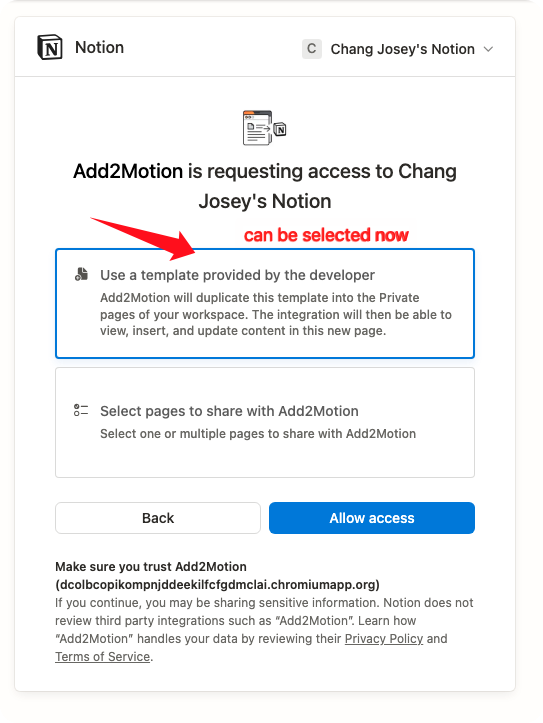 Notion
C Chang Josey's Notion
Add2Motion is requesting access to Chang
Josey's Notion
can be selected now
Use a template provided by the developer
Add2Motion will duplicate this template into the Private
pages of your workspace. The integration will then be able to
view, insert, and update content in this new page.
Select pages to share with Add2Motion
Select one or multiple pages to share with Add2Motion
Back
Allow access
Make sure you trust Add2Motion
(dcolbcopikompnjddeekilfcfgdmclai.chromiumapp.org)
If you continue, you may be sharing sensitive information. Notion does not
review third party integrations such as “Add2Motion”. Learn how
“Add2Motion” handles your data by reviewing their Privacy Policy and
Terms of Service.